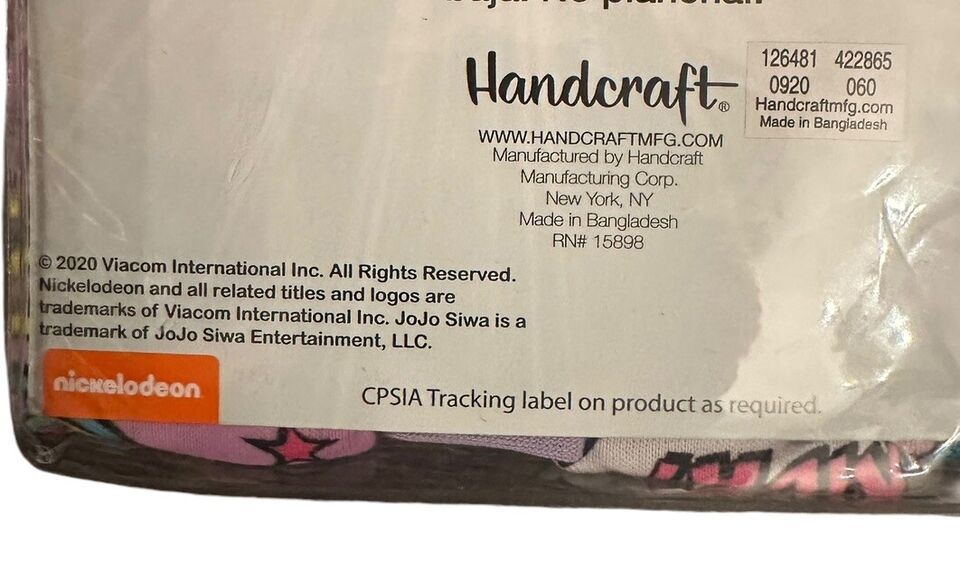 No plancha.
Handcraft®
126481 422865
0920 060
Handcraftmfg.com
Made in Bangladesh
WWW.HANDCRAFTMFG.COM
Manufactured by Handcraft
Manufacturing Corp.
New York, NY
Made in Bangladesh
RN# 15898
© 2020 Viacom International Inc. All Rights Reserved.
Nickelodeon and all related titles and logos are
trademarks of Viacom International Inc. JoJo Siwa is a
trademark of JoJo Siwa Entertainment, LLC.
nickelodeon
CPSIA Tracking label on product as required.